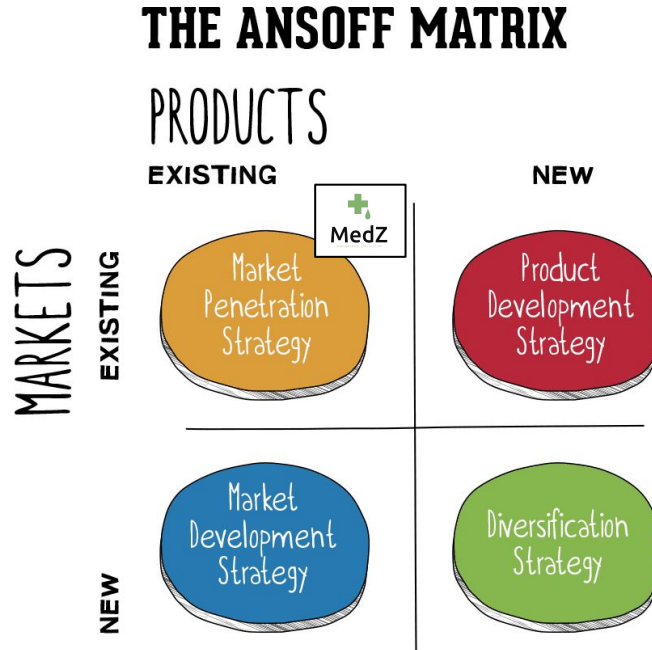 THE ANSOFF MATRIX
PRODUCTS
EXISTING
NEW
MedZ
MARKETS
EXISTING
Market
Penetration
Strategy
Product
Development
Strategy
NEW
Market
Development
Strategy
Diversification
Strategy